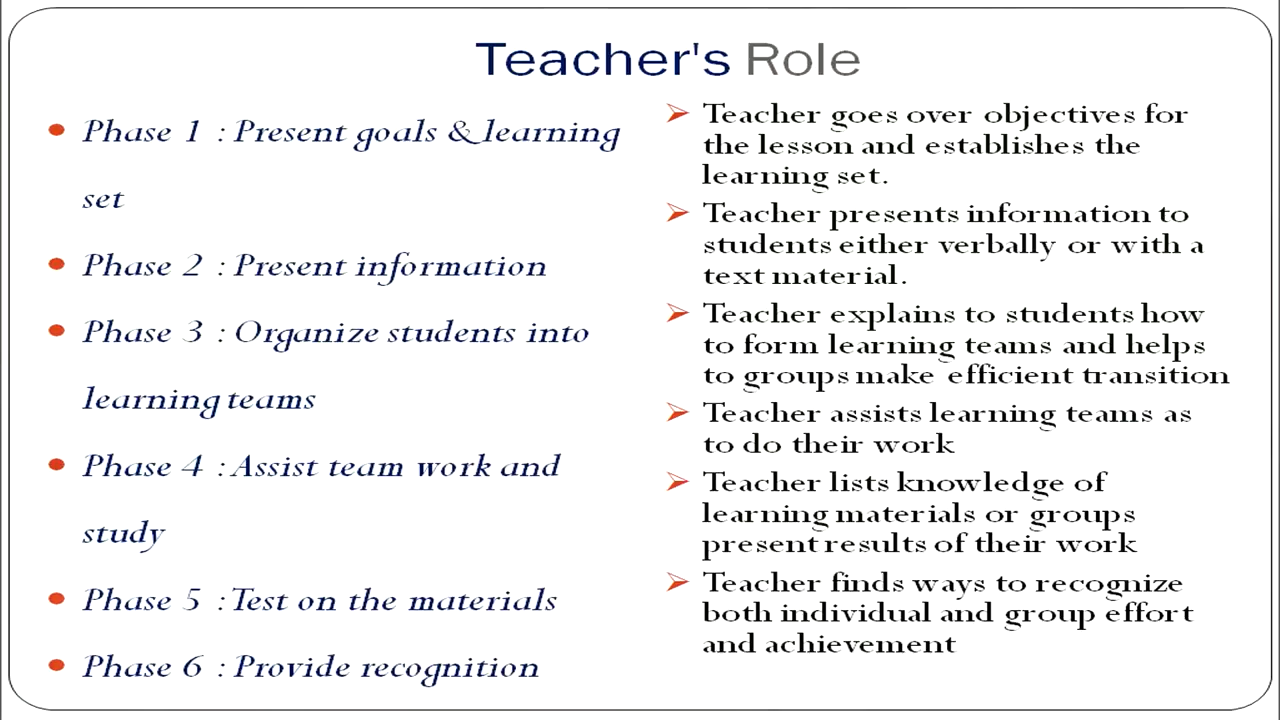 Teacher's Role
Phase 1 : Present goals & learning
set
Phase 2 : Present information
Phase 3 : Organize students into
learning teams
Phase 4 : Assist team work and
study
Phase 5 : Test on the materials
Phase 6 : Provide recognition
Teacher goes over objectives for
the lesson and establishes the
learning set.
Teacher presents information to
students either verbally or with a
text material.
Teacher explains to students how
to form learning teams and helps
to groups make efficient transition
Teacher assists learning teams as
to do their work
Teacher lists knowledge of
learning materials or groups
present results of their work
Teacher finds ways to recognize
both individual and group effort
and achievement